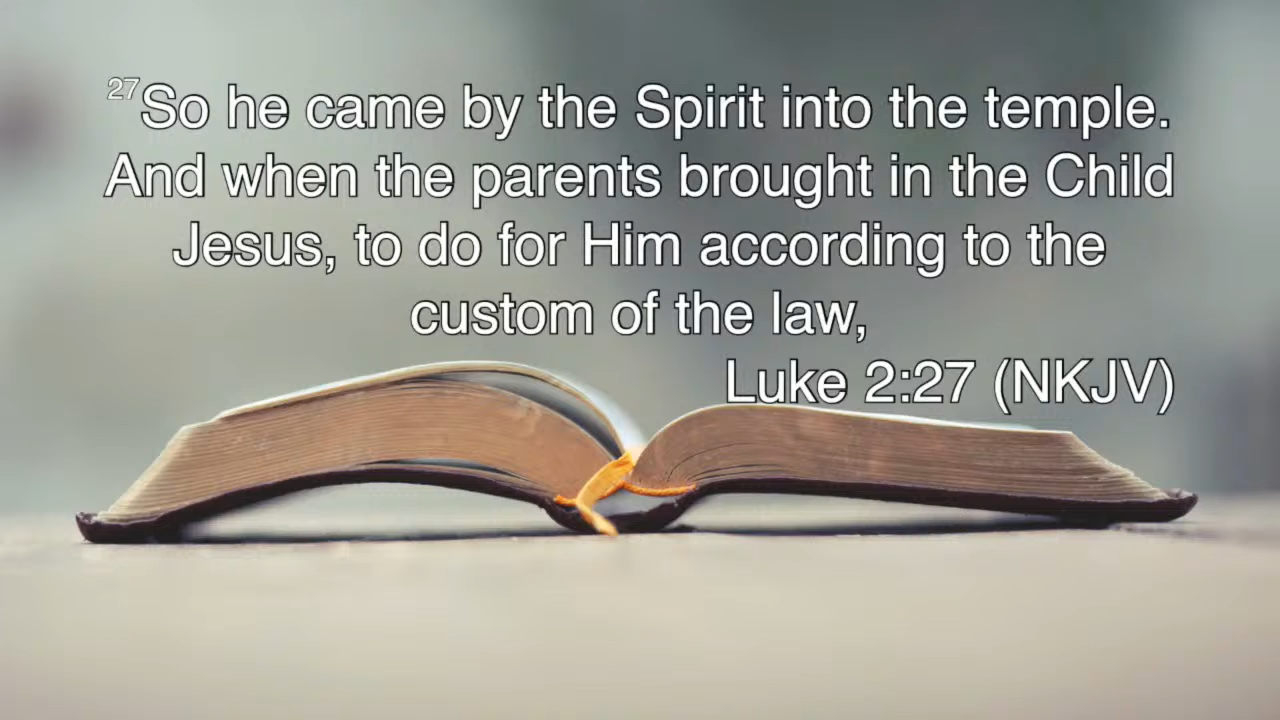 27So he came by the Spirit into the temple.
And when the parents brought in the Child
Jesus, to do for Him according to the
custom of the law,
Luke 2:27 (NKJV)